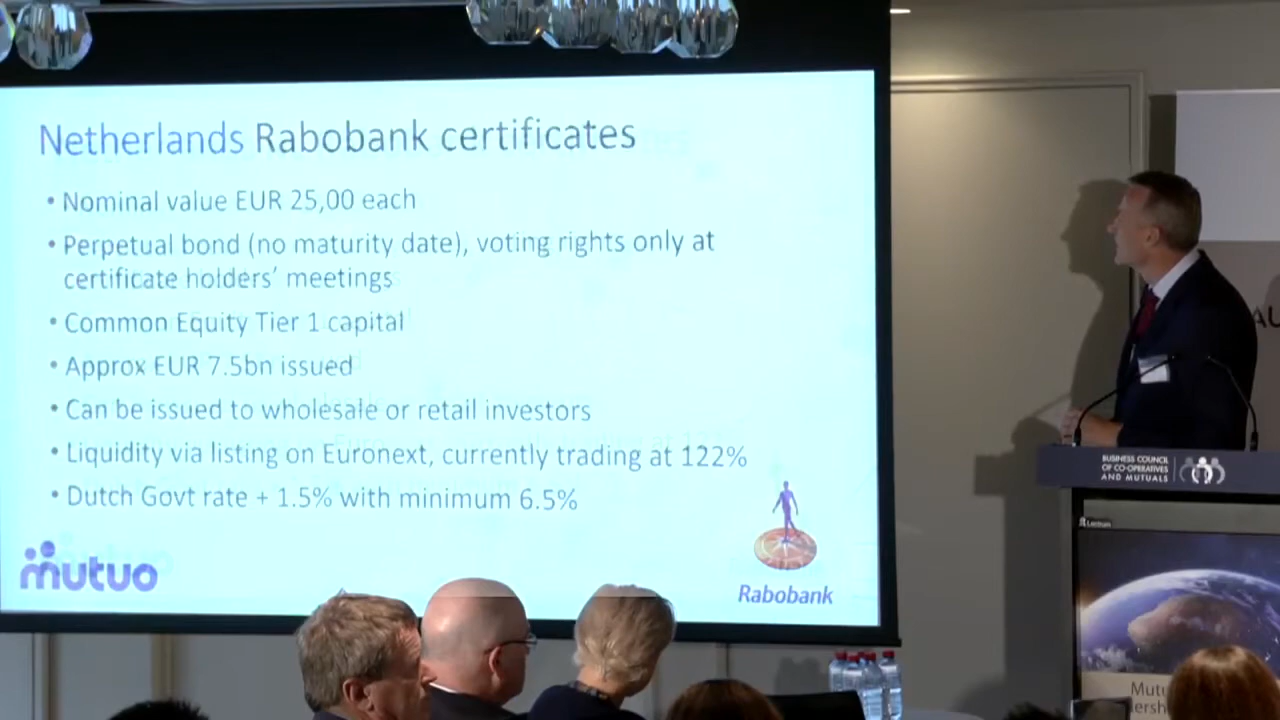 Netherlands Rabobank certificates
• Nominal value EUR 25,00 each
• Perpetual bond (no maturity date), voting rights only at
certificate holders’ meetings
• Common Equity Tier 1 capital
• Approx EUR 7.5bn issued
• Can be issued to wholesale or retail investors
• Liquidity via listing on Euronext, currently trading at 122%
• Dutch Govt rate + 1.5% with minimum 6.5%
mutuo
Rabobank
AU
BUSINESS COUNCIL
OF CO-OPERATIVES
AND MUTUALS
Lectrum